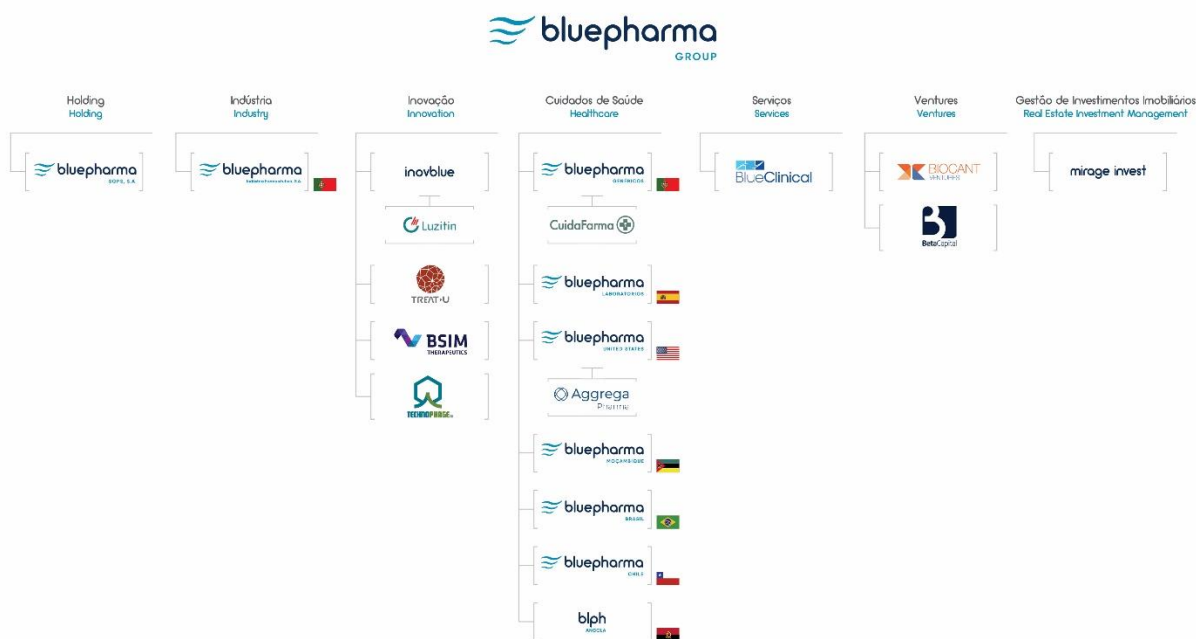 bluepharma
GROUP
Holding
Holding
bluepharma
SGPS, S.A.
Indústria
Industry
bluepharma
Inovação
Innovation
inovblue
Luzitin
TREAT•U
BSIM
THERAPEUTICS
TECHNOPHAGE
Cuidados de Saúde
Healthcare
bluepharma
GENÉRICOS
CuidaFarma
bluepharma
LABORATORIOS
bluepharma
UNITED STATES
Aggrega
Pharma
bluepharma
MOÇAMBIQUE
bluepharma
BRASIL
bluepharma
CHILE
blph
ANGOLA
Serviços
Services
BlueClinical
Ventures
Ventures
BIOCANT
VENTURES
BetaCapital
Gestão de Investimentos Imobiliários
Real Estate Investment Management
mirage invest